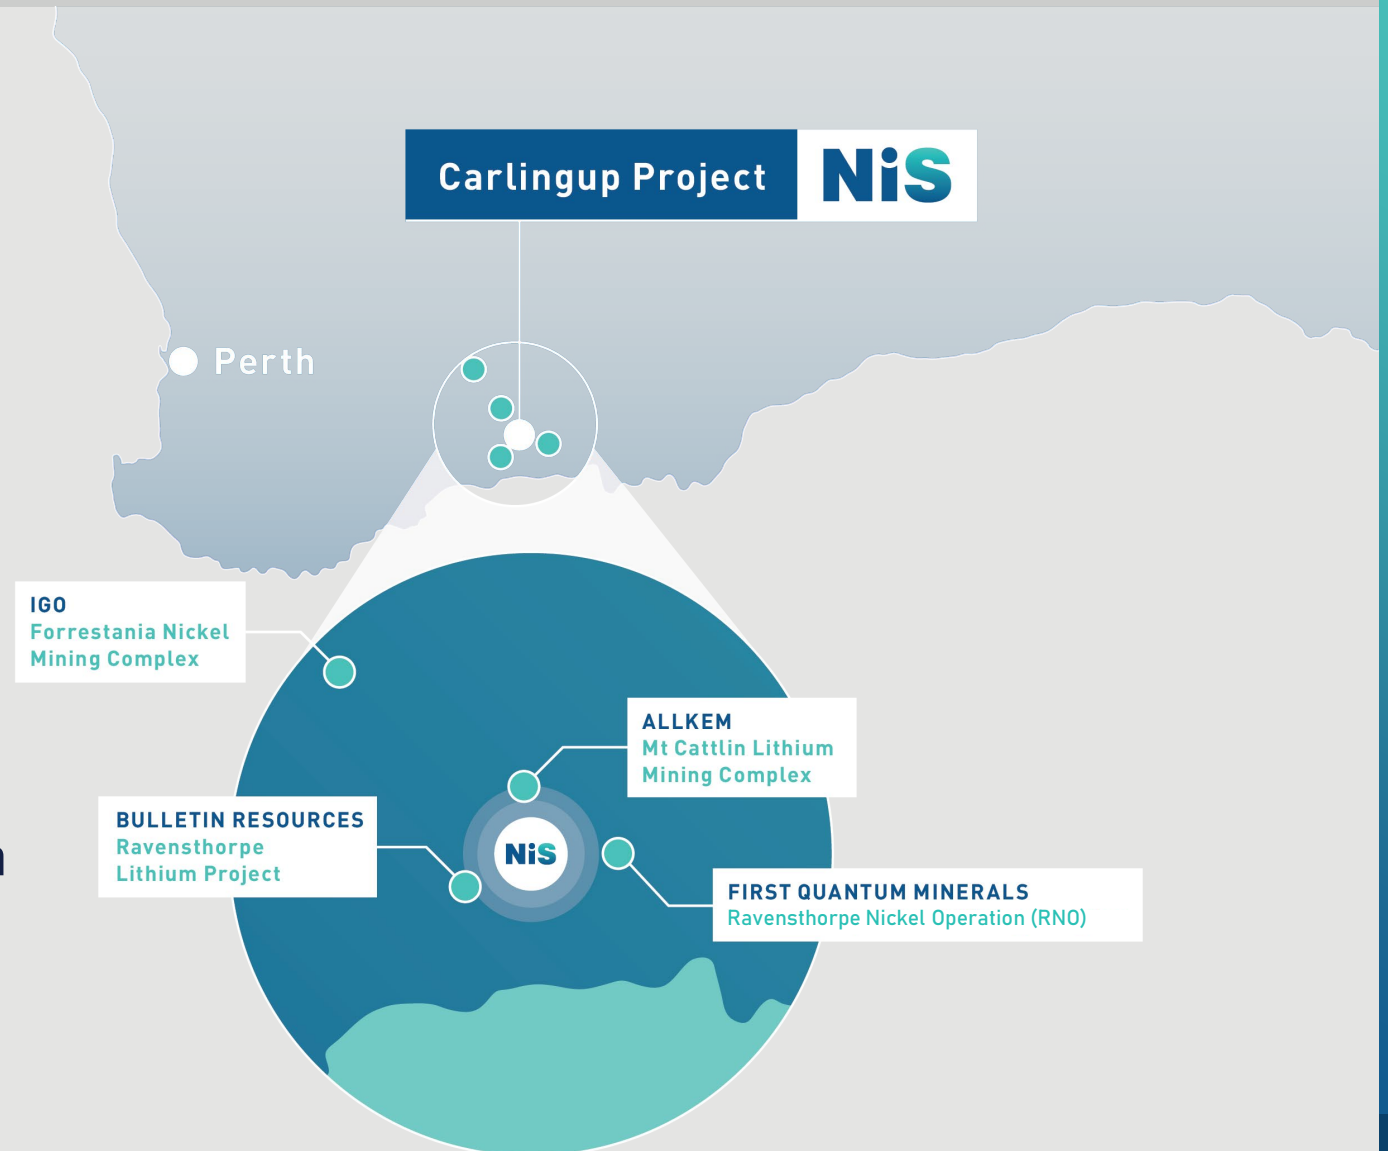 Carlingup Project NiS
Perth
IGO
Forrestania Nickel
Mining Complex
ALLKEM
Mt Cattlin Lithium
Mining Complex
BULLETIN RESOURCES
Ravensthorpe
Lithium Project
NiS
FIRST QUANTUM MINERALS
Ravensthorpe Nickel Operation (RNO)